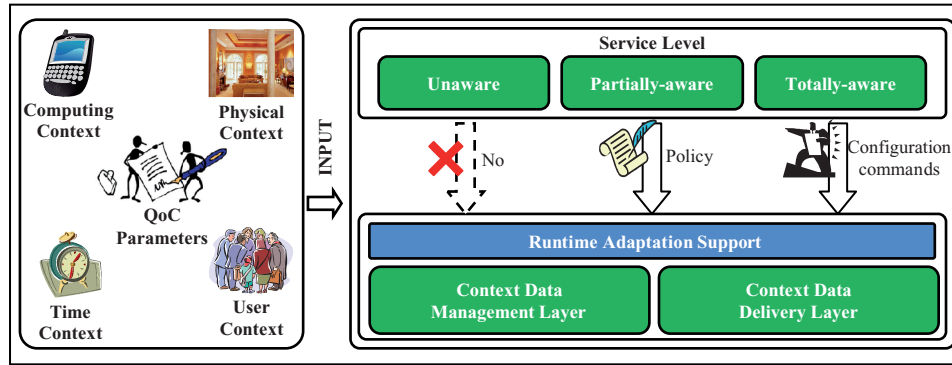 Computing
Context
Physical
Context
QoC
Parameters
Time
Context
User
Context
INPUT
Service Level
Unaware
Partially-aware
Totally-aware
No
Policy
Configuration
commands
Runtime Adaptation Support
Context Data
Management Layer
Context Data
Delivery Layer